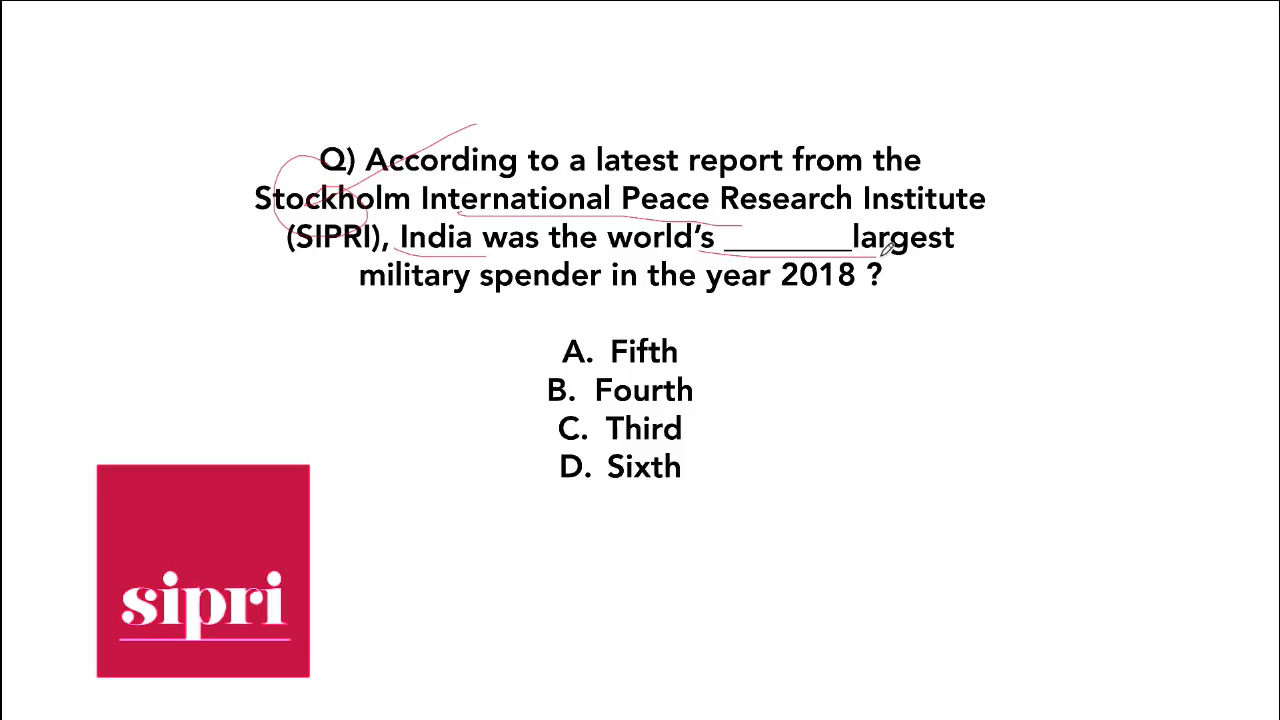 Q) According to a latest report from the
Stockholm International Peace Research Institute
(SIPRI), India was the world’s ________largest
military spender in the year 2018 ?
A. Fifth
B. Fourth
C. Third
D. Sixth
sipri